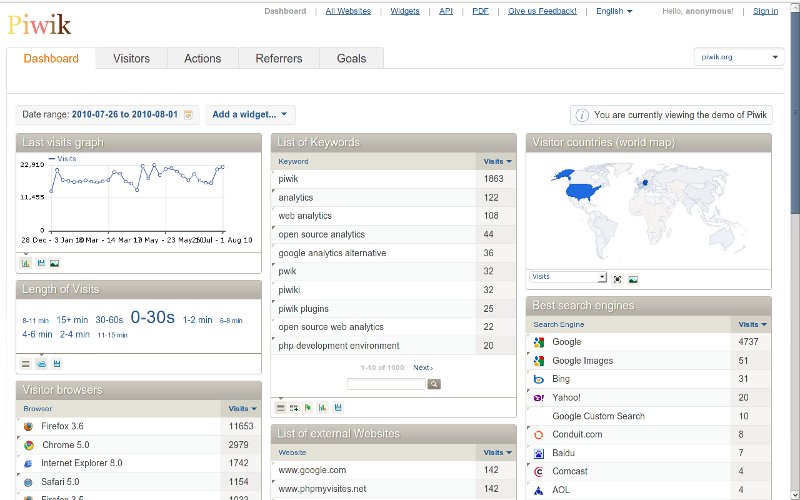 Piwik
Dashboard | All Websites | Widgets | API | PDF | Give us Feedback! | English
Hello, anonymous! | Sign in
Dashboard Visitors Actions Referrers Goals
piwik.org
Date range: 2010-07-26 to 2010-08-01
Add a widget...
You are currently viewing the demo of Piwik
Last visits graph
Visits
22,910
11,455
0
28 Dec - 3 Jan
Mar - 14 Mar
May - 23 May
Jul - 1 Aug 10
Length of Visits
8-11 min 15+ min 30-60s 0-30s 1-2 min 6-8 min
4-6 min 2-4 min 11-15 min
Visitor browsers
Browser Visits
Firefox 3.6 11653
Chrome 5.0 2979
Internet Explorer 8.0 1742
Safari 5.0 1154
Firefox 3.5
List of Keywords
Keyword Visits
piwik 1863
analytics 122
web analytics 108
open source analytics 44
google analytics alternative 36
pwik 32
piwiki 32
piwik plugins 25
open source web analytics 22
php development environment 20
1-10 of 1000 Next ›
List of external Websites
Website Visits
www.google.com 142
www.phpmyvisites.net 142
Visitor countries (world map)
Visits
Best search engines
Search Engine Visits
Google 4737
Google Images 51
Bing 31
Yahoo! 20
Google Custom Search 10
Conduit.com 8
Baidu 7
Comcast 4
AOL 4